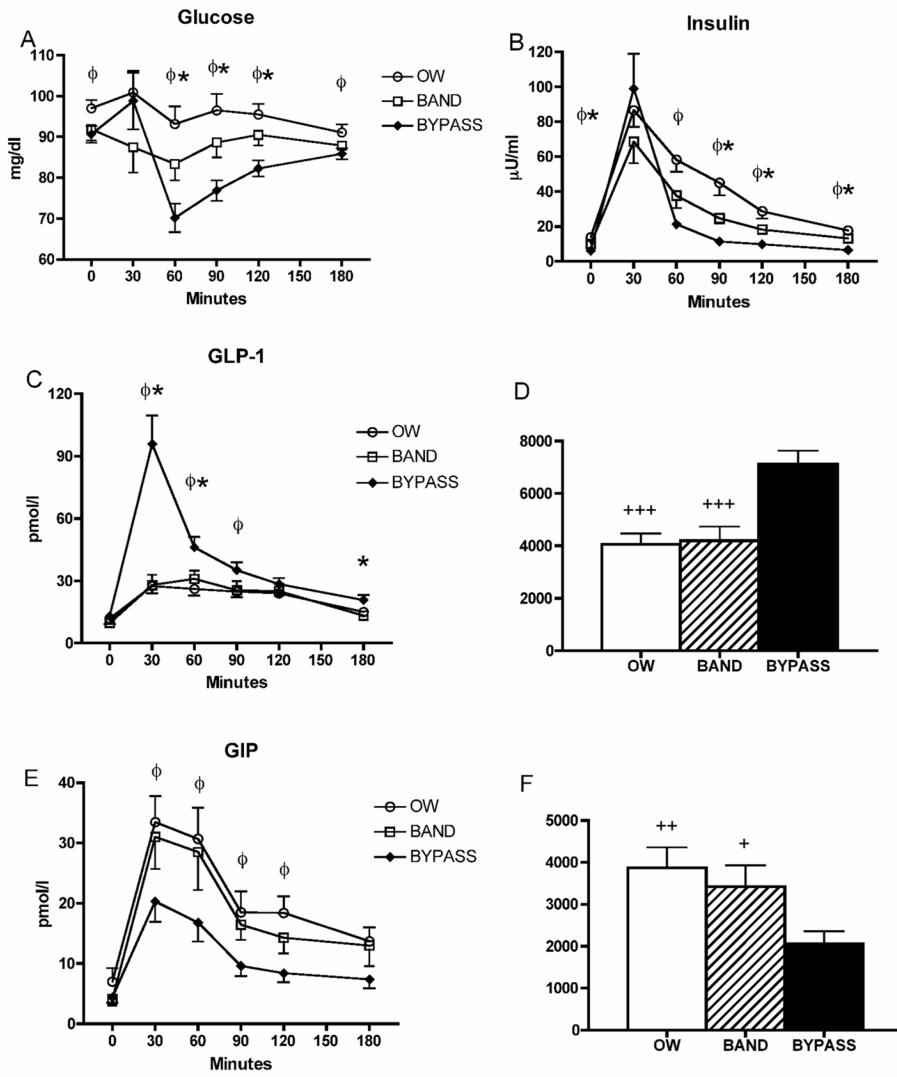 A
Glucose
110
100
90
80
70
60
mg/dl
ϕ
ϕ*
ϕ*
ϕ*
ϕ
OW
BAND
BYPASS
0 30 60 90 120 150 180
Minutes
B
Insulin
120
100
80
60
40
20
0
μU/ml
ϕ*
ϕ
ϕ*
ϕ*
ϕ*
0 30 60 90 120 150 180
Minutes
C
GLP-1
120
90
60
30
0
pmol/l
ϕ*
ϕ*
ϕ
*
OW
BAND
BYPASS
0 30 60 90 120 150 180
Minutes
D
8000
6000
4000
2000
0
+++
+++
OW BAND BYPASS
E
GIP
40
30
20
10
0
pmol/l
ϕ
ϕ
ϕ
ϕ
OW
BAND
BYPASS
0 30 60 90 120 150 180
Minutes
F
5000
4000
3000
2000
1000
0
++
+
OW BAND BYPASS